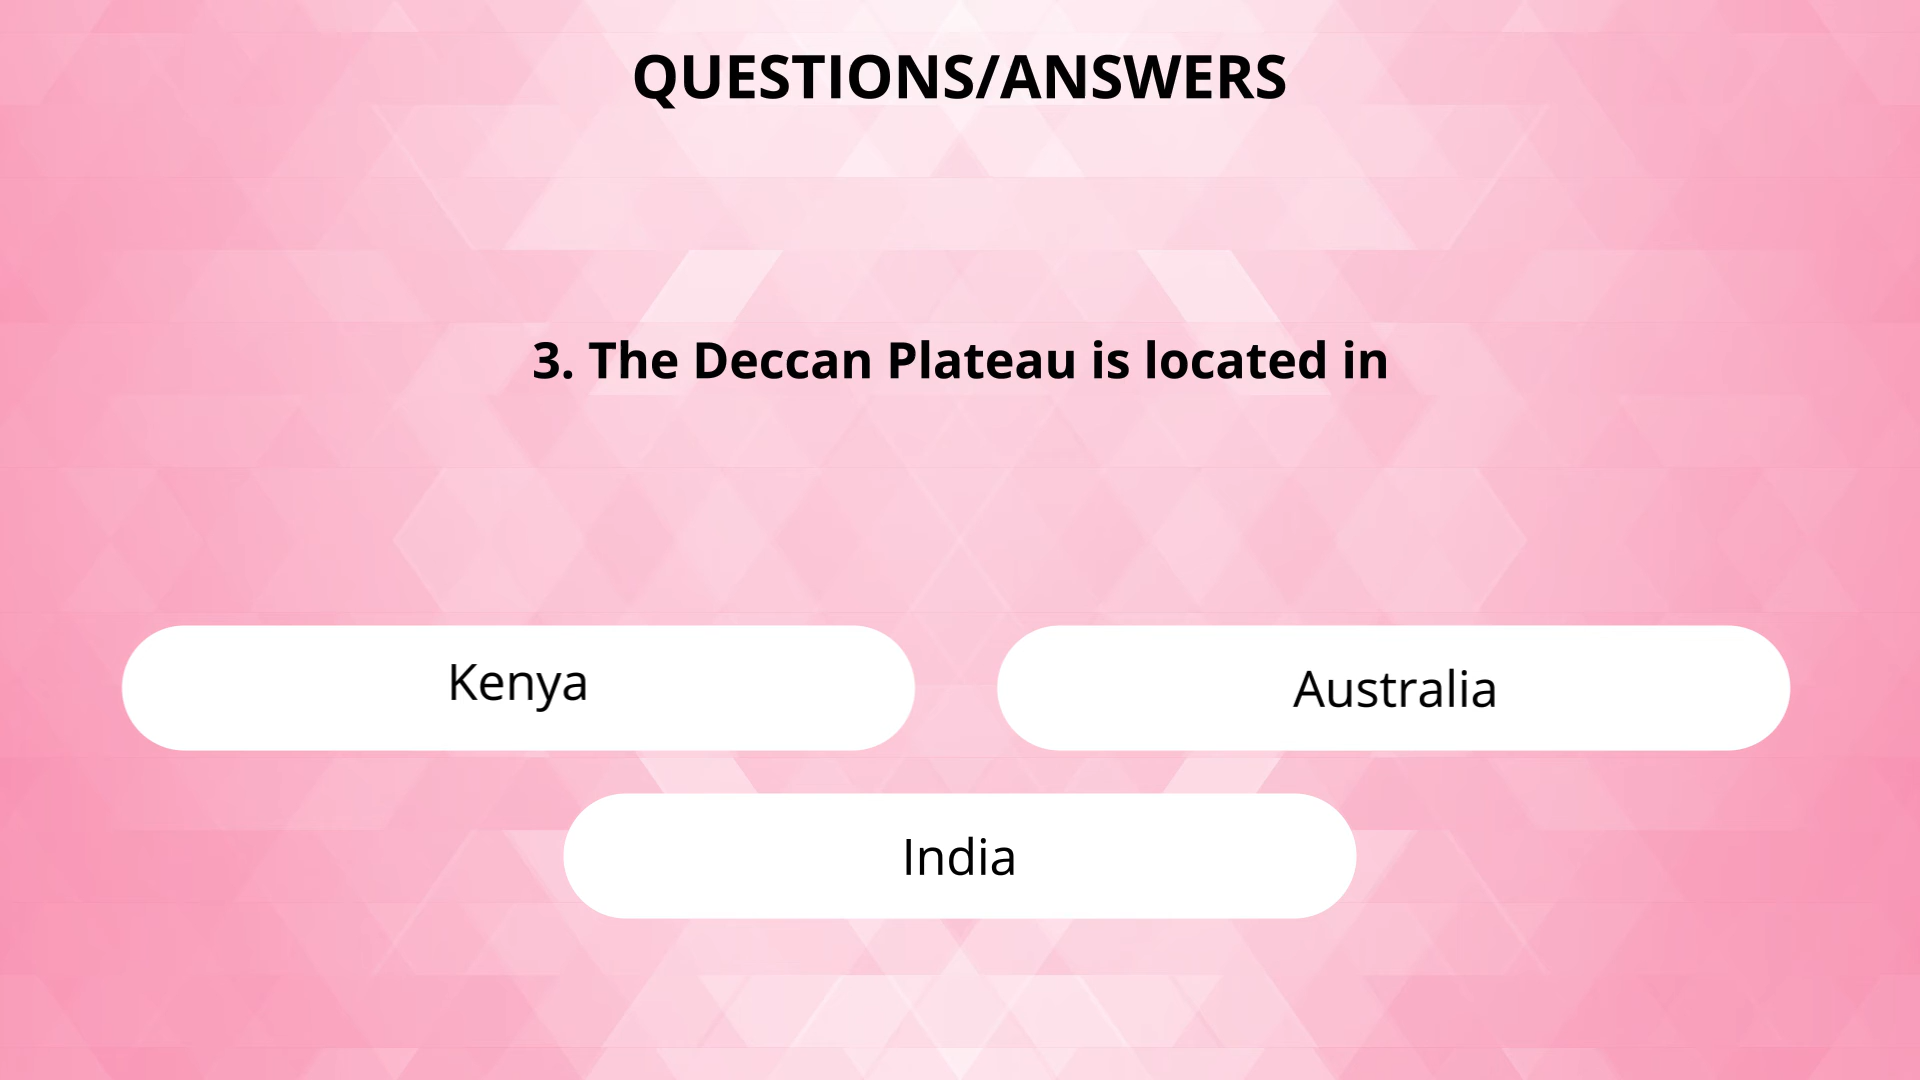 QUESTIONS/ANSWERS
3. The Deccan Plateau is located in
Kenya
Australia
India